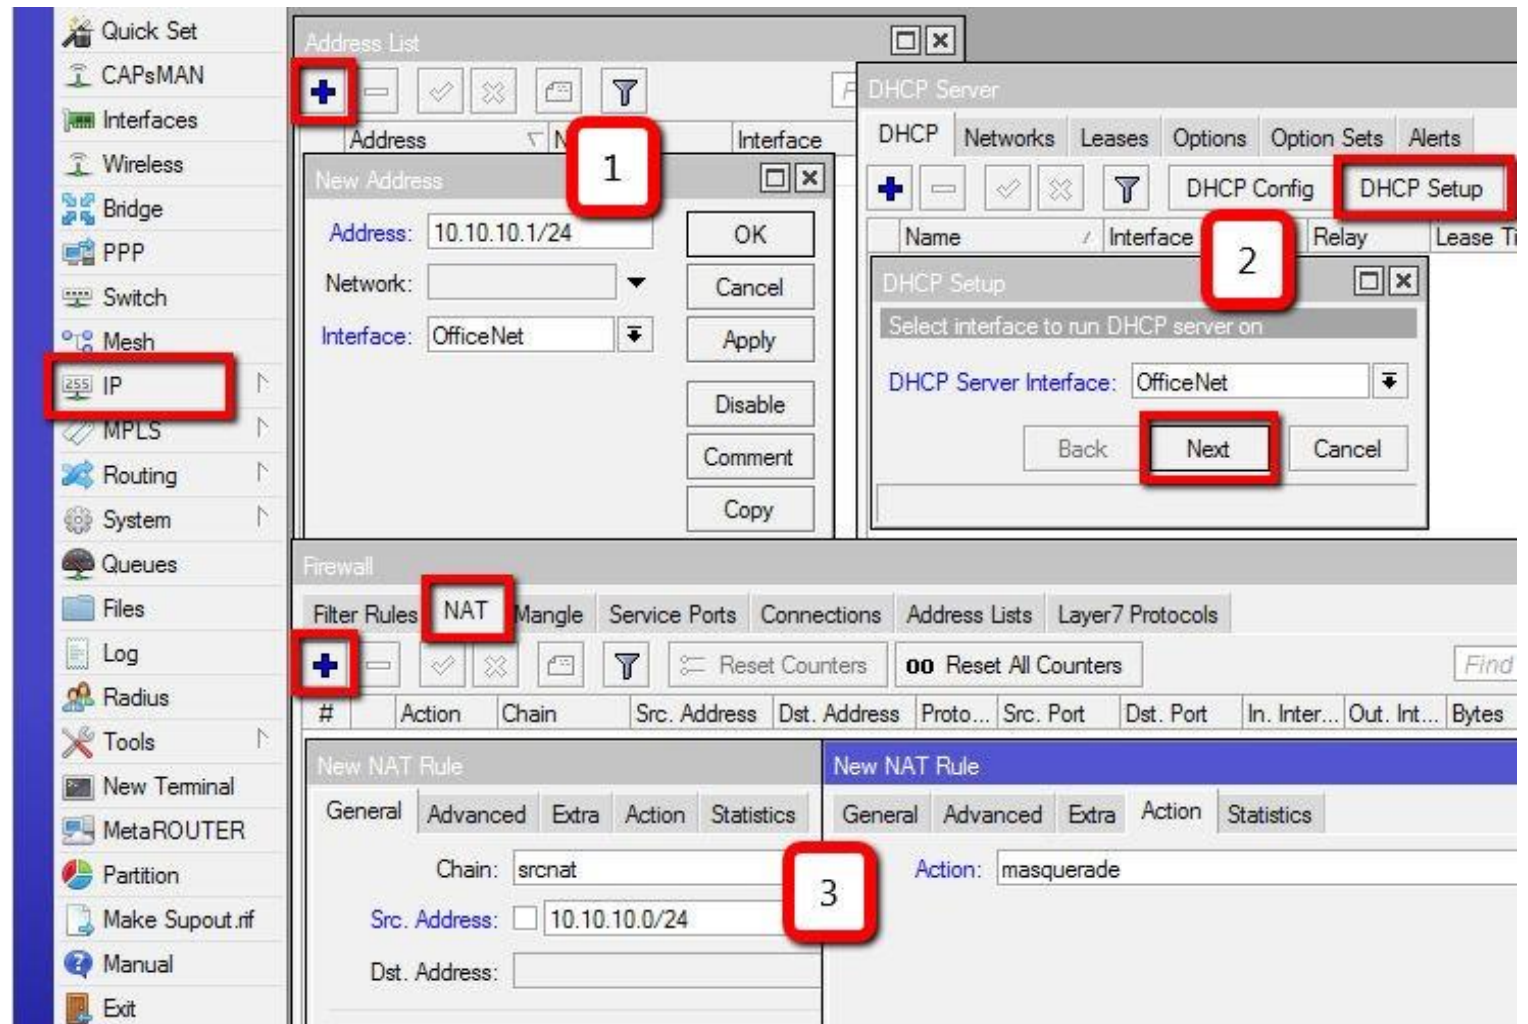 Quick Set
CAPsMAN
Interfaces
Wireless
Bridge
PPP
Switch
Mesh
255 IP
MPLS
Routing
System
Queues
Files
Log
Radius
Tools
New Terminal
MetaROUTER
Partition
Make Supout.rif
Manual
Exit
Address List
F
Address N Interface
1
New Address
Address: 10.10.10.1/24
Network:
Interface: OfficeNet
OK
Cancel
Apply
Disable
Comment
Copy
DHCP Server
DHCP Networks Leases Options Option Sets Alerts
DHCP Config DHCP Setup
Name Interface Relay Lease Ti
2
DHCP Setup
Select interface to run DHCP server on
DHCP Server Interface: OfficeNet
Back Next Cancel
Firewall
Filter Rules NAT Mangle Service Ports Connections Address Lists Layer7 Protocols
Reset Counters 00 Reset All Counters Find
# Action Chain Src. Address Dst. Address Proto... Src. Port Dst. Port In. Inter... Out. Int... Bytes
New NAT Rule
General Advanced Extra Action Statistics
Chain: srcnat
Src. Address: 10.10.10.0/24
Dst. Address:
3
New NAT Rule
General Advanced Extra Action Statistics
Action: masquerade